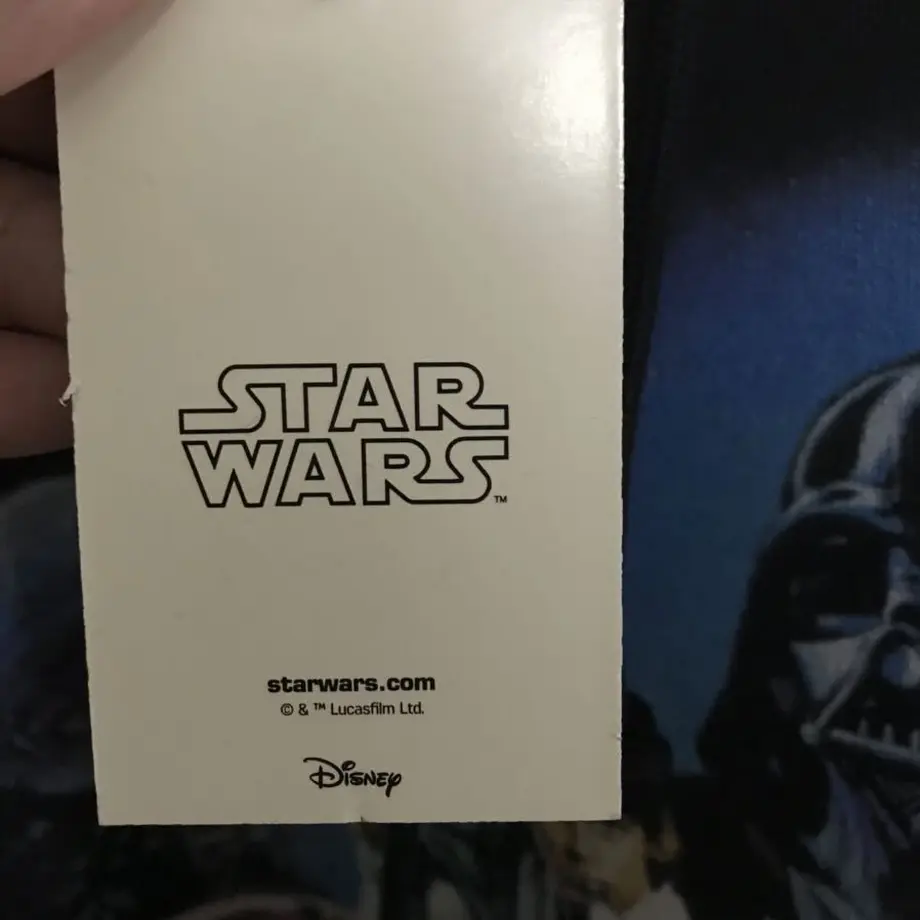 STAR
WARS™
starwars.com
© & ™ Lucasfilm Ltd.
Disney